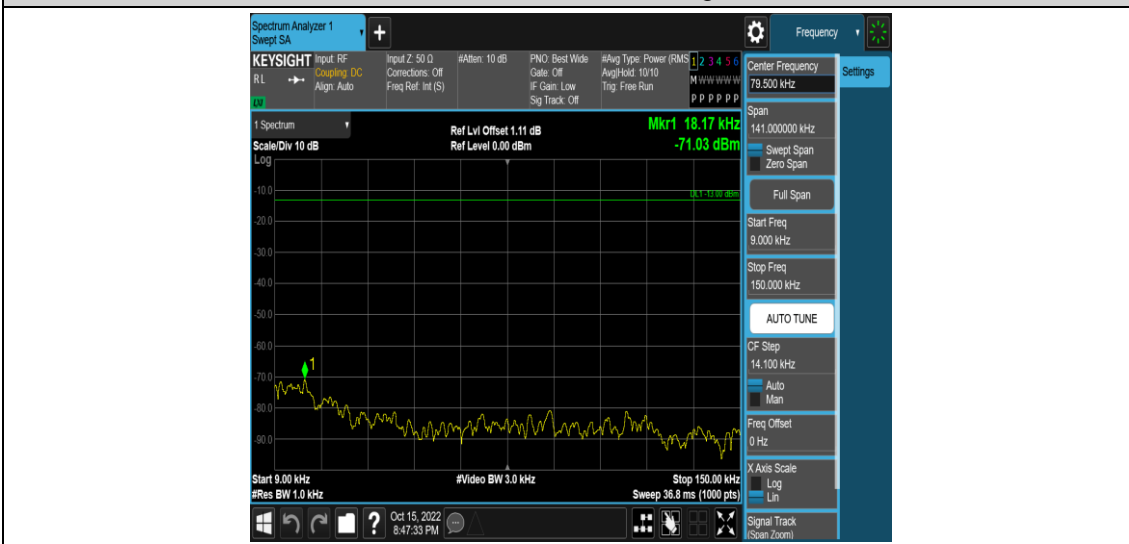 Spectrum Analyzer 1
Swept SA
+
Frequency
KEYSIGHT
R L
LXI
Input: RF
Coupling: DC
Align: Auto
Input Z: 50 Ω
Corrections: Off
Freq Ref: Int (S)
#Atten: 10 dB
PNO: Best Wide
Gate: Off
IF Gain: Low
Sig Track: Off
#Avg Type: Power (RMS
Avg|Hold: 10/10
Trig: Free Run
1 2 3 4 5 6
M W W W W W
P P P P P P
1 Spectrum
Scale/Div 10 dB
Ref Lvl Offset 1.11 dB
Ref Level 0.00 dBm
Mkr1 18.17 kHz
-71.03 dBm
Log
-10.0
DL1 -13.00 dBm
-20.0
-30.0
-40.0
-50.0
-60.0
1
-70.0
-80.0
-90.0
Start 9.00 kHz
#Res BW 1.0 kHz
#Video BW 3.0 kHz
Stop 150.00 kHz
Sweep 36.8 ms (1000 pts)
Center Frequency
79.500 kHz
Settings
Span
141.000000 kHz
Swept Span
Zero Span
Full Span
Start Freq
9.000 kHz
Stop Freq
150.000 kHz
AUTO TUNE
CF Step
14.100 kHz
Auto
Man
Freq Offset
0 Hz
X Axis Scale
Log
Lin
Signal Track
(Span Zoom)
?
Oct 15, 2022
8:47:33 PM